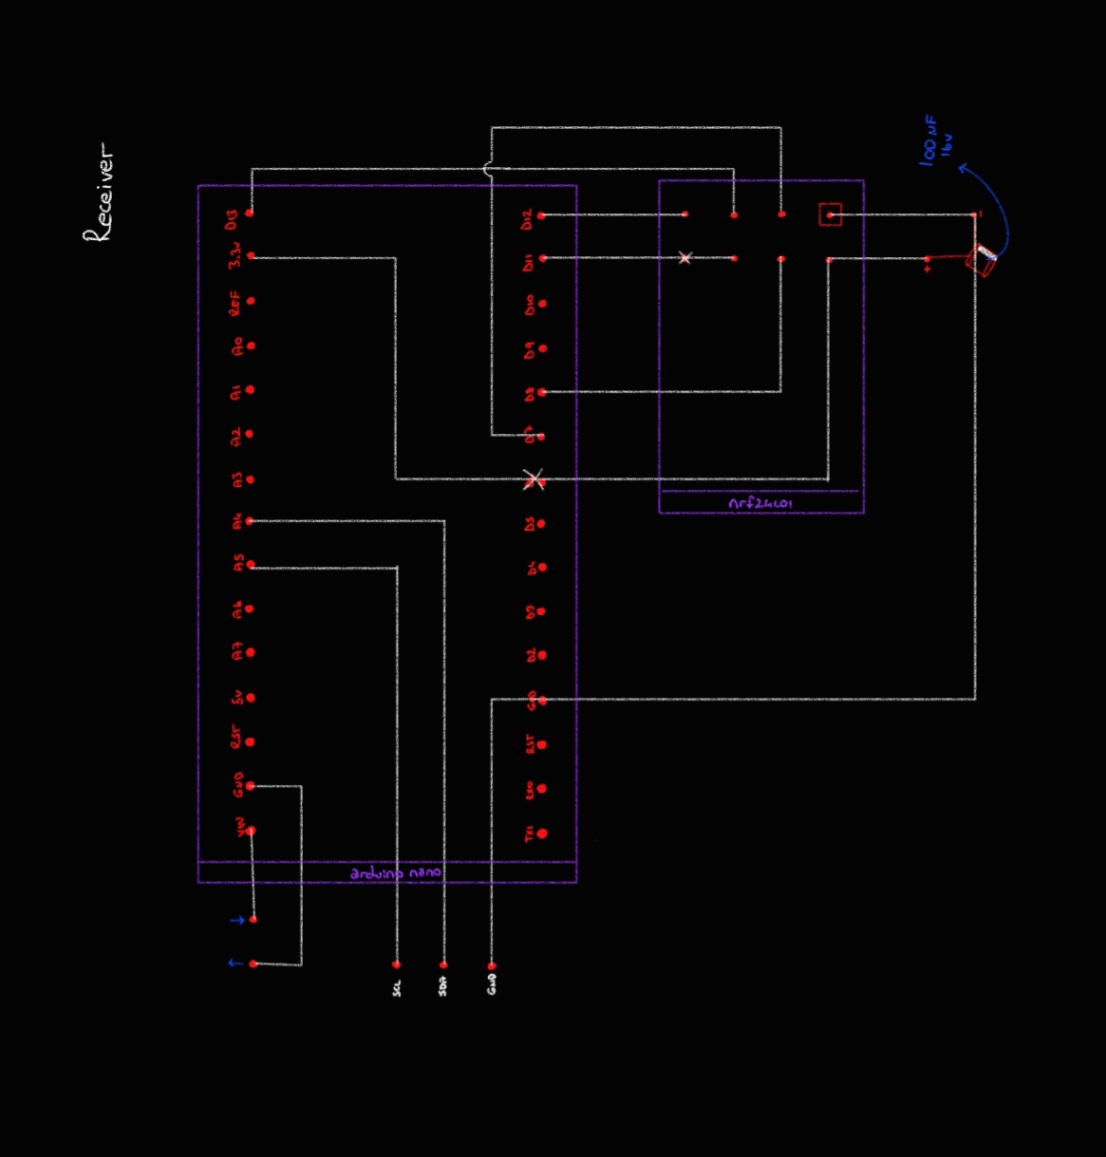 Receiver
↑ ↓
VIN GND RST 5V A7 A6 A5 A4 A3 A2 A1 A0 REF 3.3v D13
arduino nano
SCL
SDA
GND
TX1 RX0 RST GND D2 D3 D4 D5 D7 D8 D9 D10 D11 D12
nrf24l01
+
-
100 µF
16v